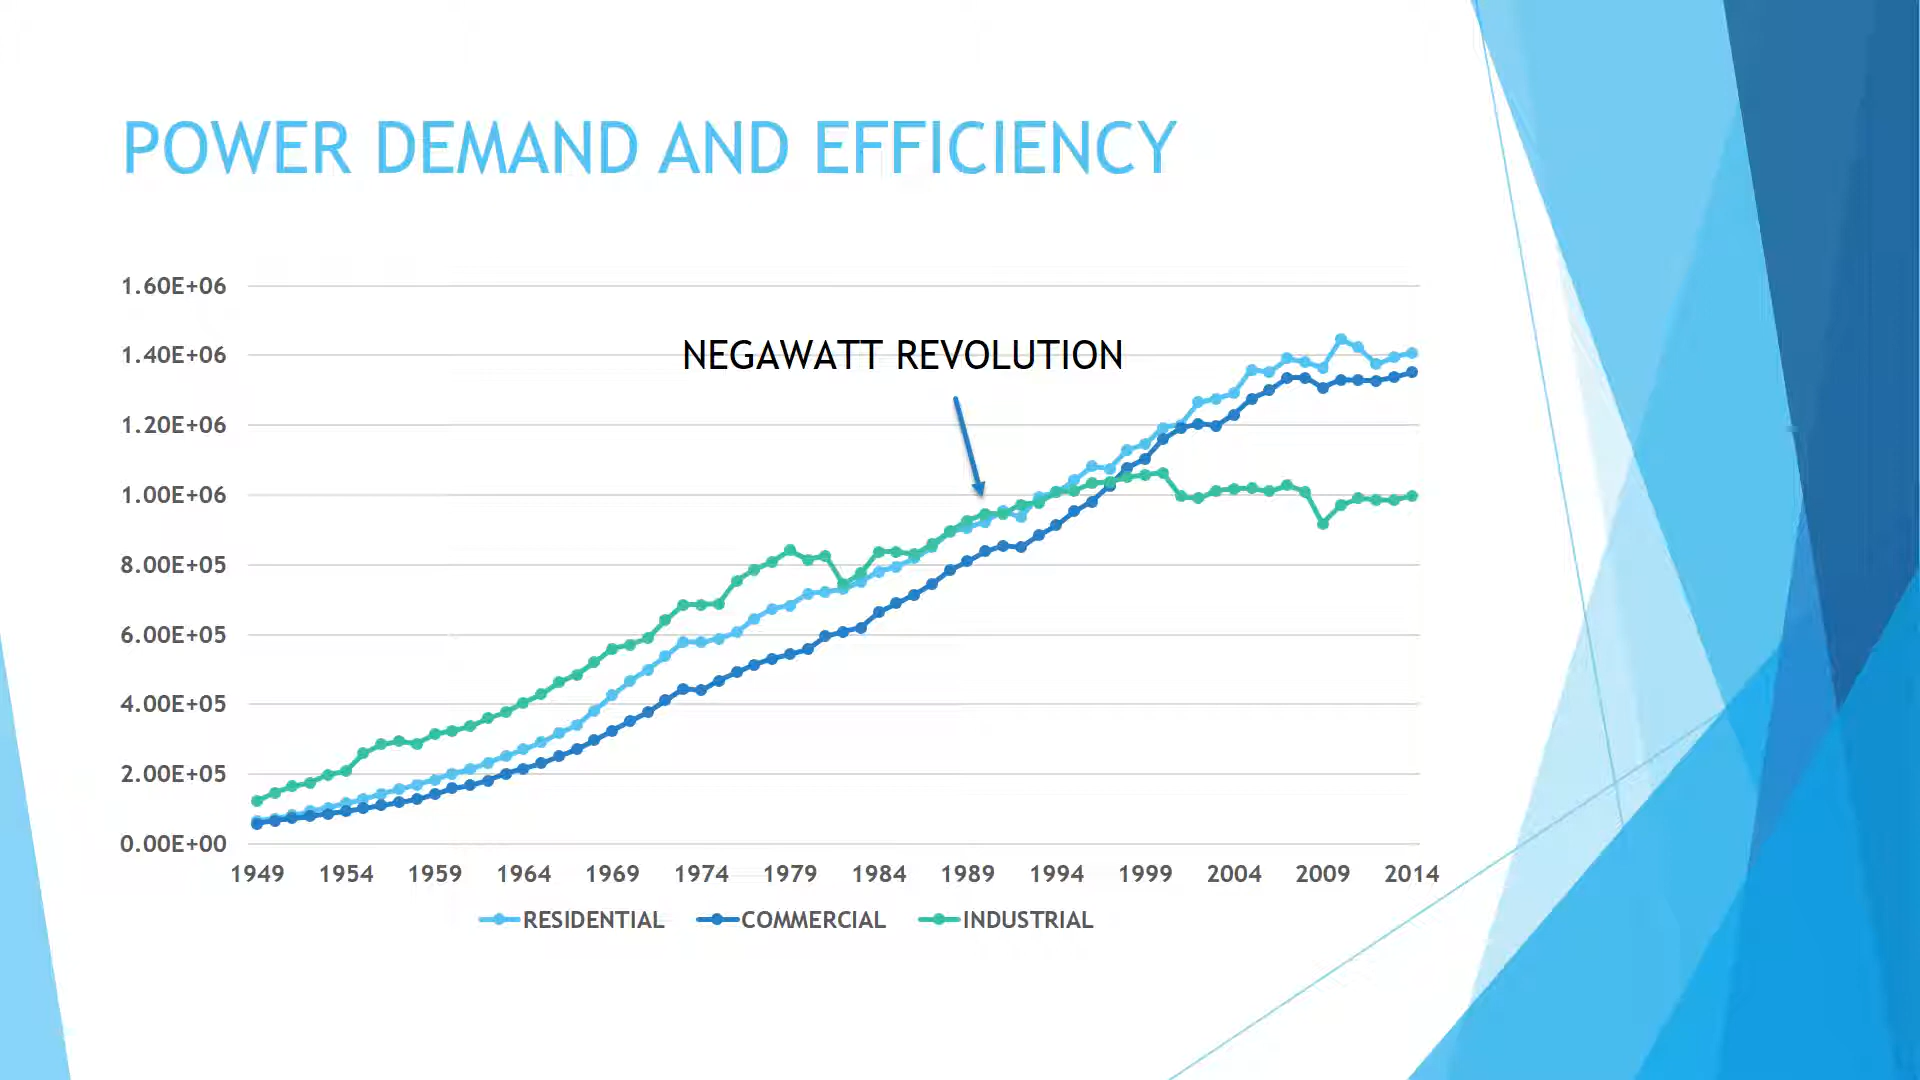 POWER DEMAND AND EFFICIENCY
1.60E+06
NEGAWATT REVOLUTION
1.40E+06
1.20E+06
1.00E+06
8.00E+05
6.00E+05
4.00E+05
2.00E+05
0.00E+00
1949 1954 1959 1964 1969 1974 1979 1984 1989 1994 1999 2004 2009 2014
RESIDENTIAL COMMERCIAL INDUSTRIAL